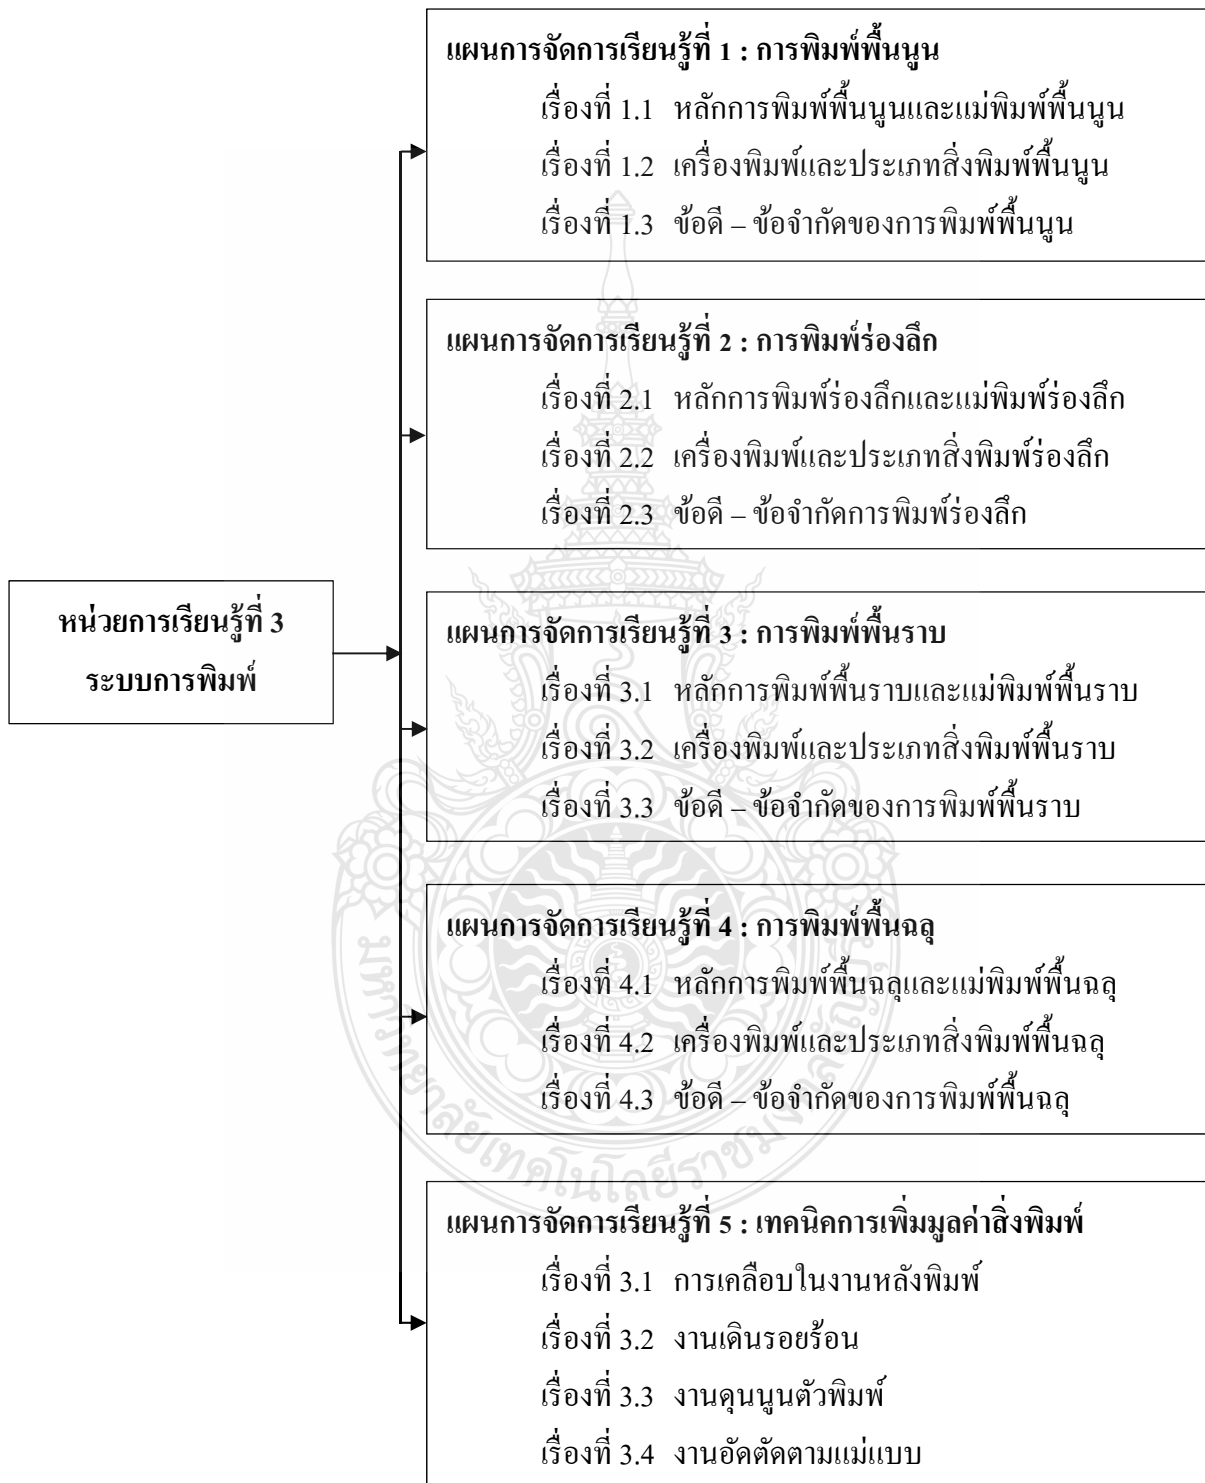 แผนการจัดการเรียนรู้ที่ 1 : การพิมพ์พื้นนูน
เรื่องที่ 1.1 หลักการพิมพ์พื้นนูนและแม่พิมพ์พื้นนูน
เรื่องที่ 1.2 เครื่องพิมพ์และประเภทสิ่งพิมพ์พื้นนูน
เรื่องที่ 1.3 ข้อดี – ข้อจำกัดของการพิมพ์พื้นนูน
แผนการจัดการเรียนรู้ที่ 2 : การพิมพ์ร่องลึก
เรื่องที่ 2.1 หลักการพิมพ์ร่องลึกและแม่พิมพ์ร่องลึก
เรื่องที่ 2.2 เครื่องพิมพ์และประเภทสิ่งพิมพ์ร่องลึก
เรื่องที่ 2.3 ข้อดี – ข้อจำกัดการพิมพ์ร่องลึก
หน่วยการเรียนรู้ที่ 3
ระบบการพิมพ์
แผนการจัดการเรียนรู้ที่ 3 : การพิมพ์พื้นราบ
เรื่องที่ 3.1 หลักการพิมพ์พื้นราบและแม่พิมพ์พื้นราบ
เรื่องที่ 3.2 เครื่องพิมพ์และประเภทสิ่งพิมพ์พื้นราบ
เรื่องที่ 3.3 ข้อดี – ข้อจำกัดของการพิมพ์พื้นราบ
แผนการจัดการเรียนรู้ที่ 4 : การพิมพ์พื้นฉลุ
เรื่องที่ 4.1 หลักการพิมพ์พื้นฉลุและแม่พิมพ์พื้นฉลุ
เรื่องที่ 4.2 เครื่องพิมพ์และประเภทสิ่งพิมพ์พื้นฉลุ
เรื่องที่ 4.3 ข้อดี – ข้อจำกัดของการพิมพ์พื้นฉลุ
มหาวิทยาลัยเทคโนโลยีราชมงคลธัญบุรี
แผนการจัดการเรียนรู้ที่ 5 : เทคนิคการเพิ่มมูลค่าสิ่งพิมพ์
เรื่องที่ 3.1 การเคลือบในงานหลังพิมพ์
เรื่องที่ 3.2 งานเดินรอยร้อน
เรื่องที่ 3.3 งานดุนนูนตัวพิมพ์
เรื่องที่ 3.4 งานอัดตัดตามแม่แบบ